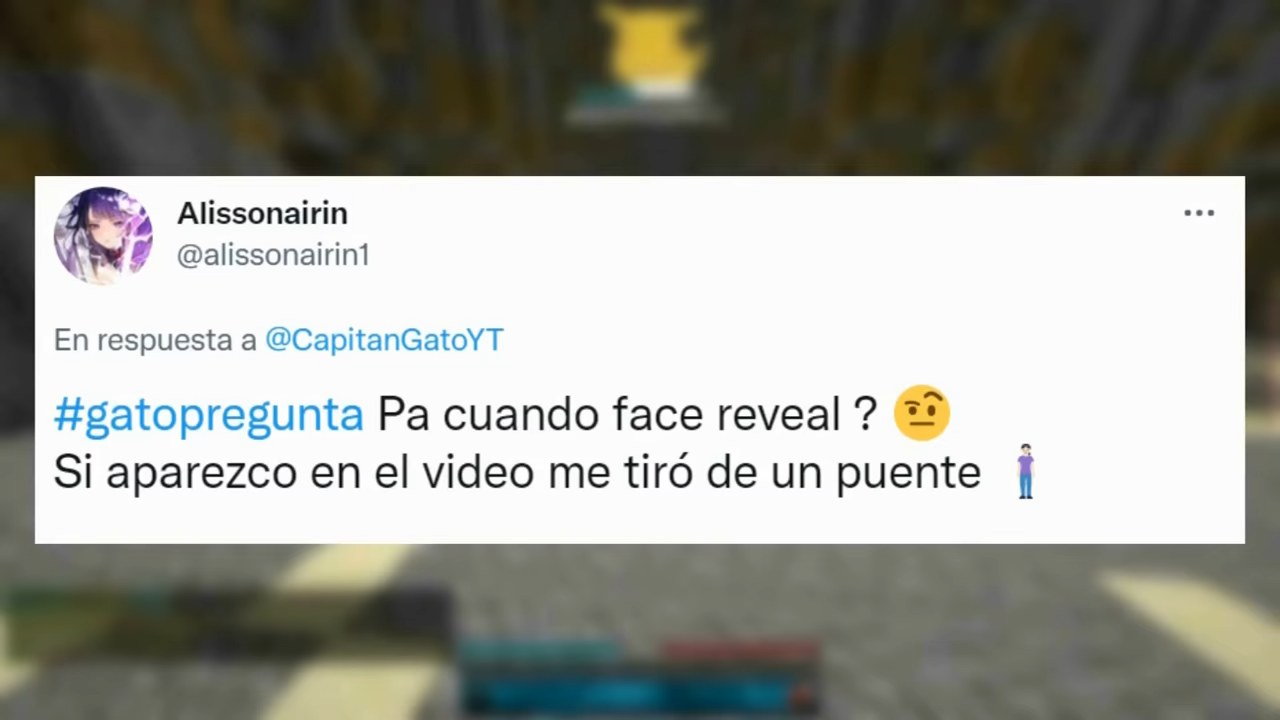 Alissonairin
@alissonairin1
En respuesta a @CapitanGatoYT
#gatopregunta Pa cuando face reveal ? 🤨
Si aparezco en el video me tiró de un puente 🧍🏻‍♀️